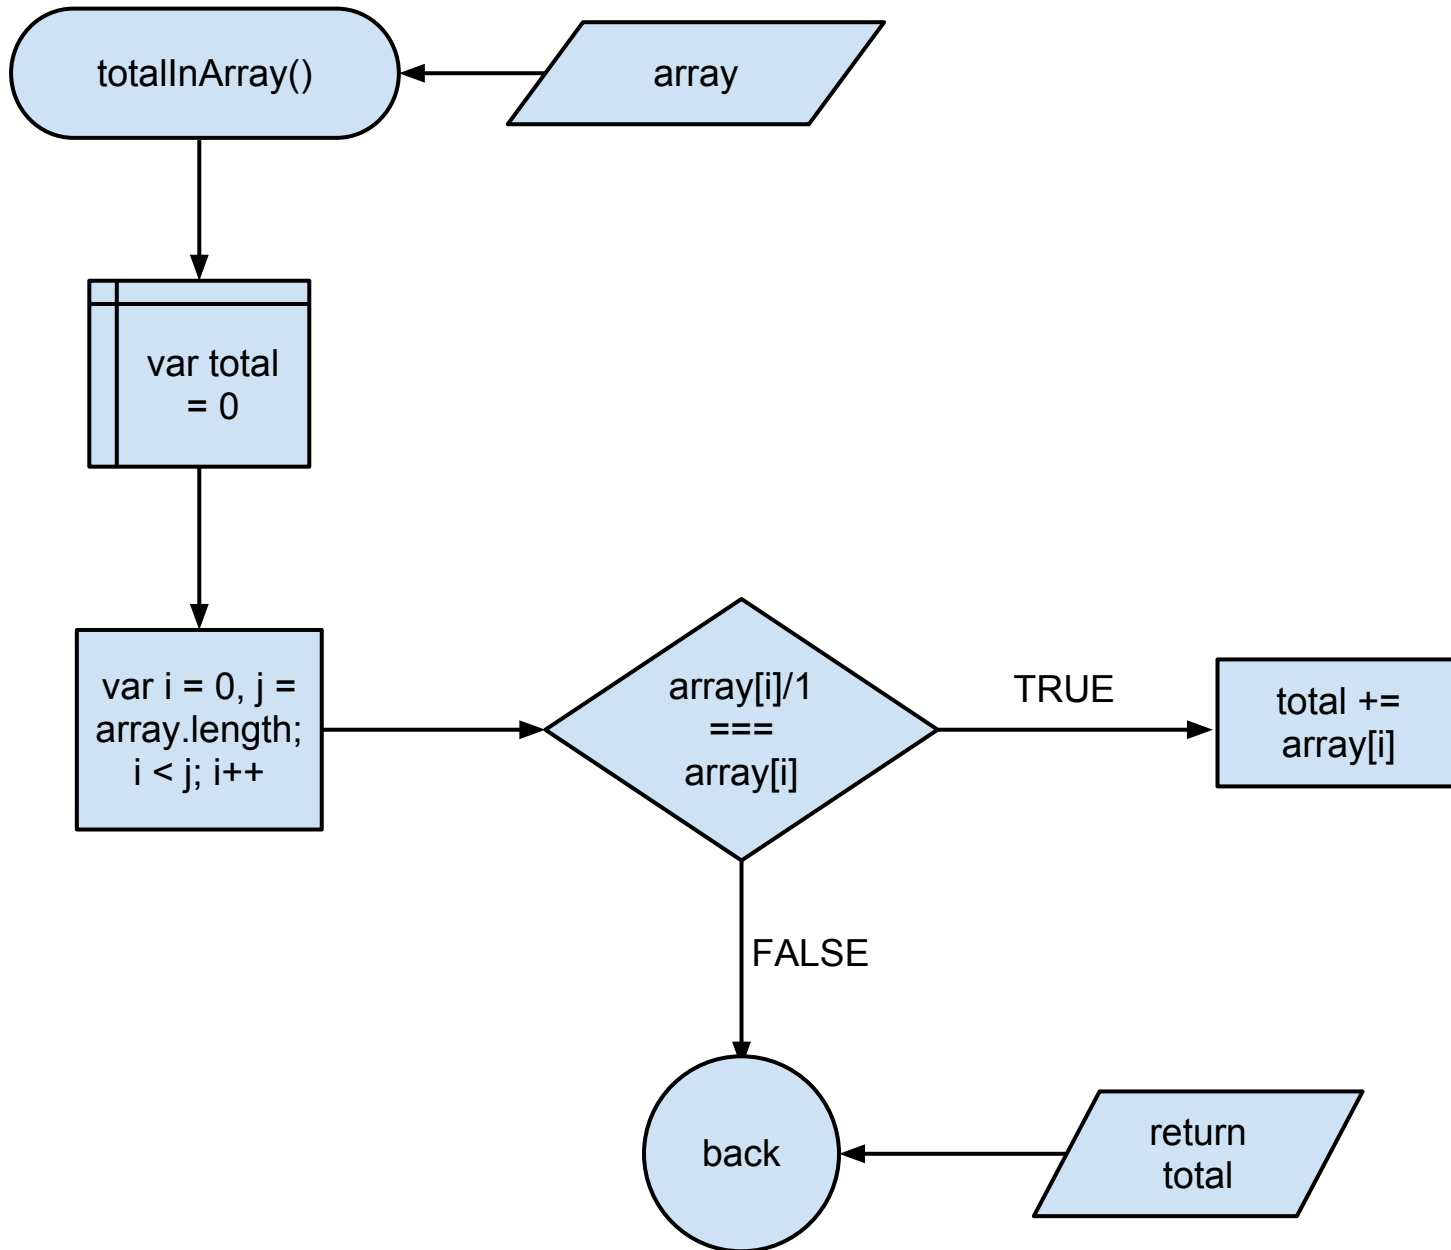 totalInArray()
array
var total
= 0
var i = 0, j =
array.length;
i < j; i++
array[i]/1
===
array[i]
TRUE
total +=
array[i]
FALSE
back
return
total